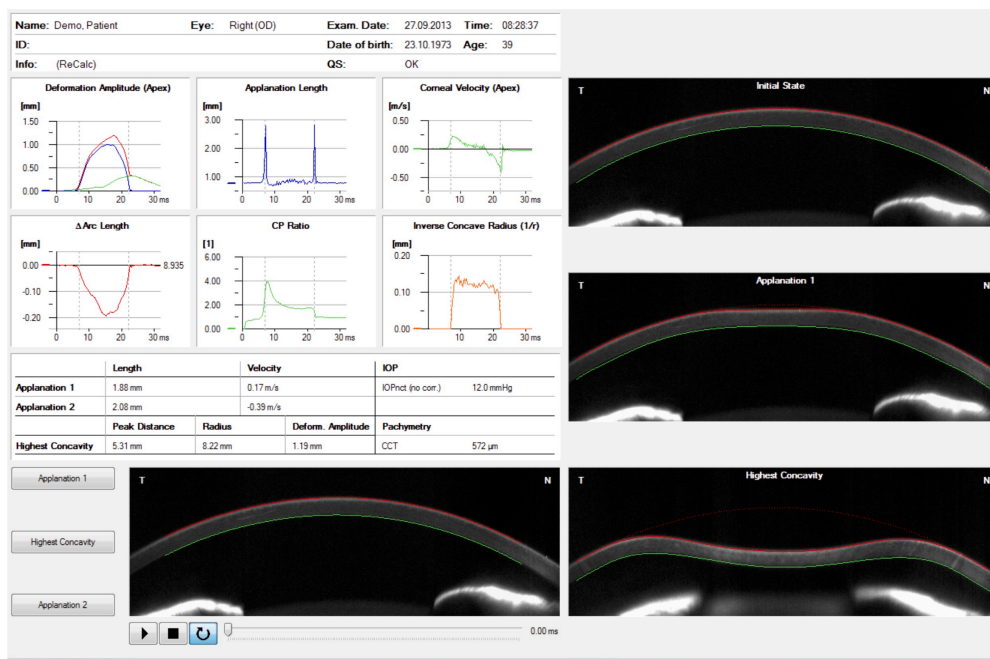 Name: Demo, Patient Eye: Right (OD) Exam. Date: 27.09.2013 Time: 08:28:37
ID: Date of birth: 23.10.1973 Age: 39
Info: (ReCalc) QS: OK
Deformation Amplitude (Apex) Applanation Length Corneal Velocity (Apex)
[mm] [mm] [m/s]
1.50 3.00 0.50
1.00 2.00 0.00
0.50 1.00 -0.50
0.00
0 10 20 30 ms 0 10 20 30 ms 0 10 20 30 ms
Δ Arc Length CP Ratio Inverse Concave Radius (1/r)
[mm] [1] [mm]
0.00 8.935 6.00 0.20
-0.10 4.00 0.10
-0.20 2.00 0.00
0.00
0 10 20 30 ms 0 10 20 30 ms 0 10 20 30 ms
Length Velocity IOP
Applanation 1 1.88 mm 0.17 m/s IOPnct (no corr.) 12.0 mmHg
Applanation 2 2.08 mm -0.39 m/s
Peak Distance Radius Deform. Amplitude Pachymetry
Highest Concavity 5.31 mm 8.22 mm 1.19 mm CCT 572 µm
Applanation 1
Highest Concavity
Applanation 2
T N
0.00 ms
T Initial State N
T Applanation 1 N
T Highest Concavity N